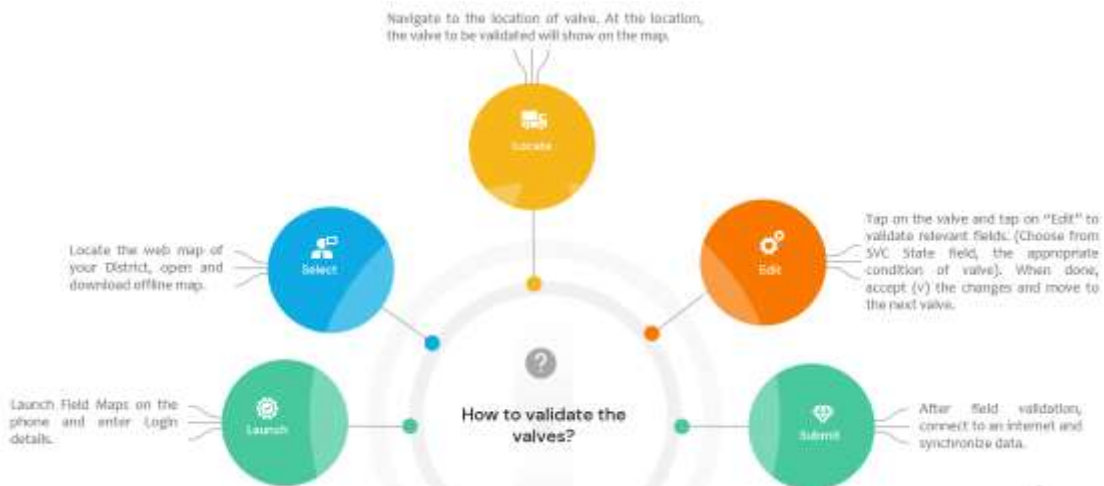 Navigate to the location of valve. At the location,
the valve to be validated will show on the map.
Locate
Select
Locate the web map of
your District, open and
download offline map.
Edit
Tap on the valve and tap on "Edit" to
validate relevant fields. (Choose from
SVC State field, the appropriate
condition of valve). When done,
accept (v) the changes and move to
the next valve.
?
How to validate the
valves?
Launch
Launch Field Maps on the
phone and enter Login
details.
Submit
After field validation,
connect to an internet and
synchronize data.